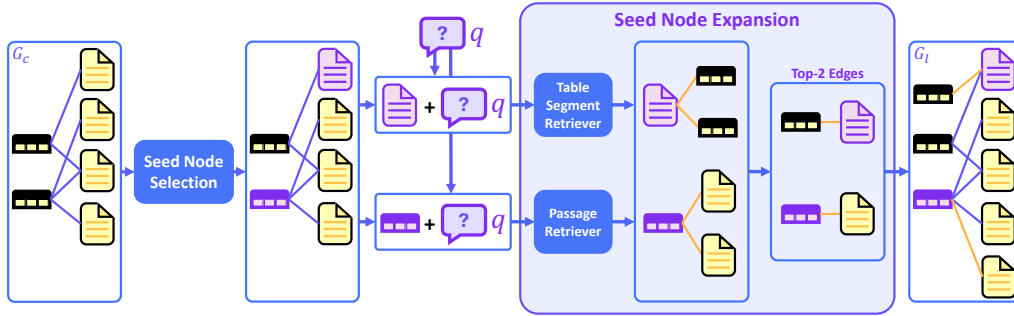 Seed Node Expansion
G_c
? q
Top-2 Edges
G_l
+ ? q
Table
Segment
Retriever
Seed Node
Selection
+ ? q
Passage
Retriever